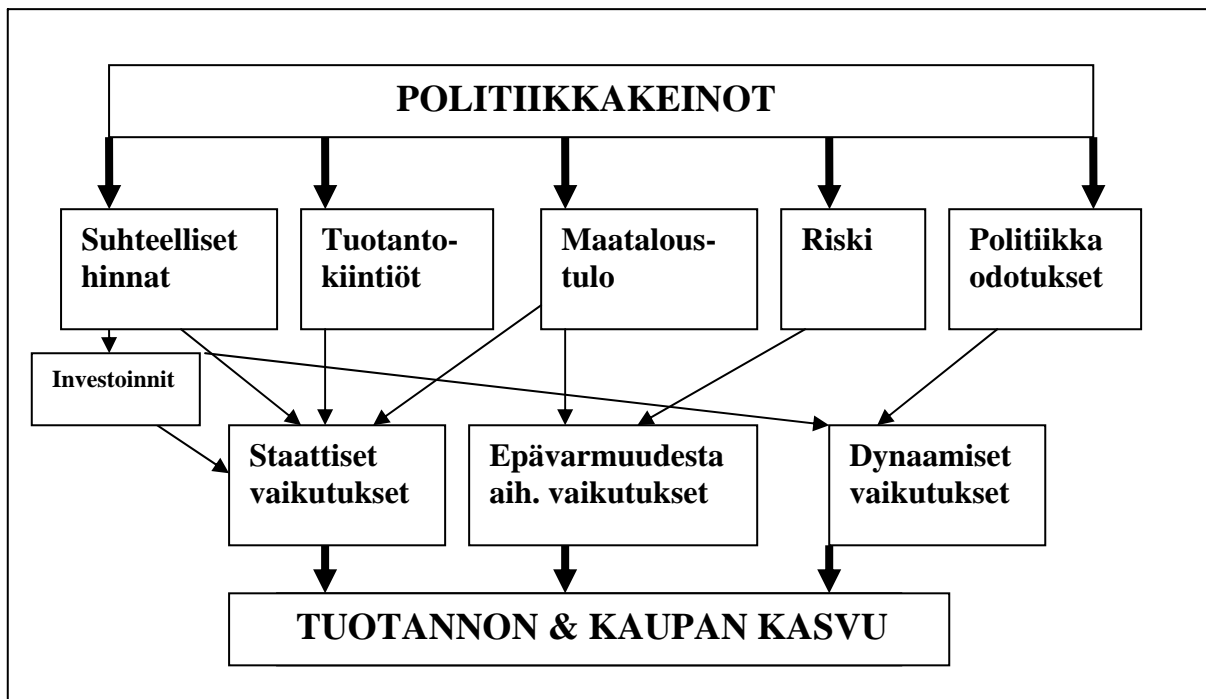 POLITIIKKAKEINOT
Suhteelliset
hinnat
Tuotanto-
kiintiöt
Maatalous-
tulo
Riski
Politiikka
odotukset
Investoinnit
Staattiset
vaikutukset
Epävarmuudesta
aih. vaikutukset
Dynaamiset
vaikutukset
TUOTANNON & KAUPAN KASVU